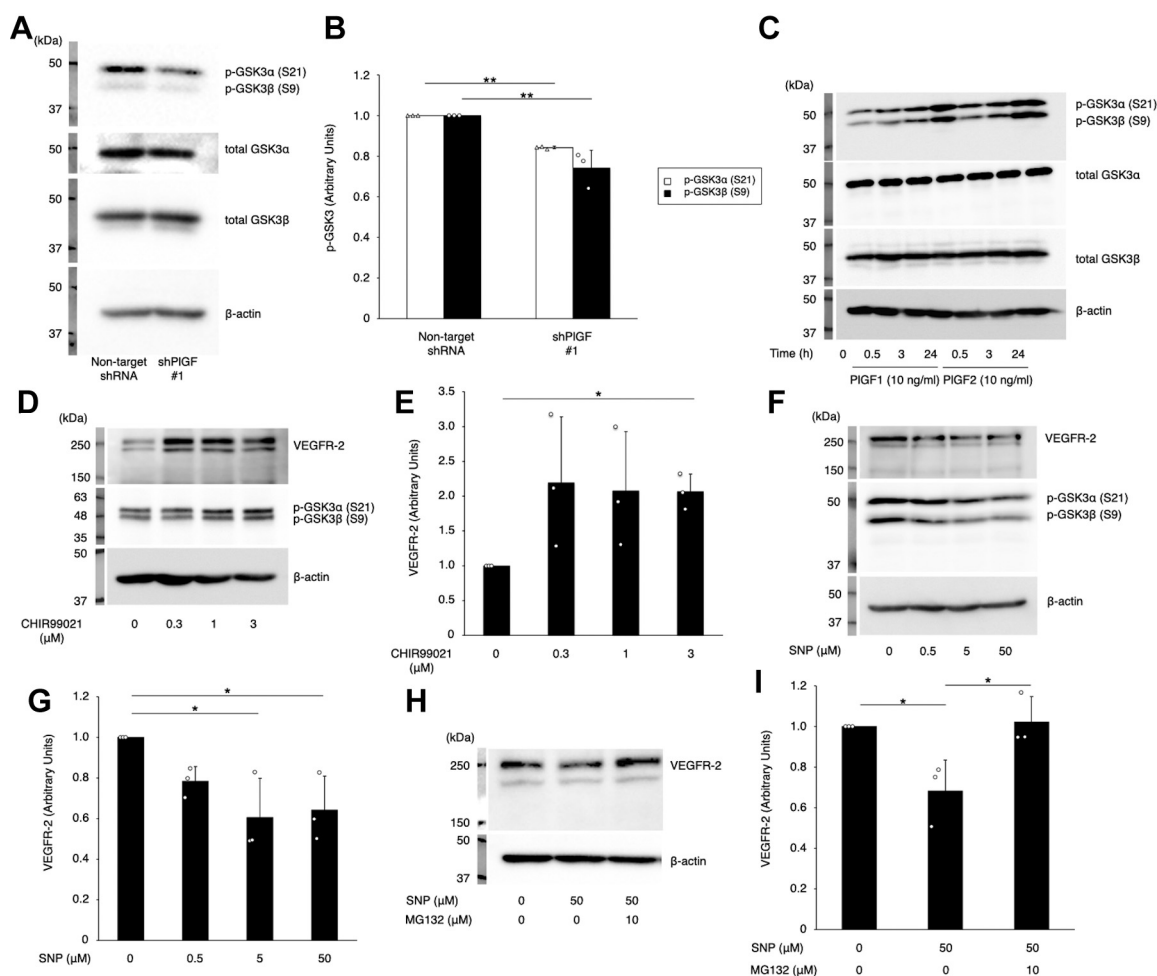 A
(kDa)
50
37
50
50
37
50
37
p-GSK3α (S21)
p-GSK3β (S9)
total GSK3α
total GSK3β
β-actin
Non-target shPlGF
shRNA #1
B
p-GSK3 (Arbitrary Units)
1.2
1.0
0.8
0.6
0.4
0.2
0
**
**
Non-target shPlGF
shRNA #1
p-GSK3α (S21)
p-GSK3β (S9)
C
(kDa)
50
37
50
50
37
50
37
p-GSK3α (S21)
p-GSK3β (S9)
total GSK3α
total GSK3β
β-actin
Time (h) 0 0.5 3 24 0.5 3 24
PlGF1 (10 ng/ml) PlGF2 (10 ng/ml)
D
(kDa)
250
150
63
48
35
50
37
VEGFR-2
p-GSK3α (S21)
p-GSK3β (S9)
β-actin
CHIR99021 0 0.3 1 3
(μM)
E
VEGFR-2 (Arbitrary Units)
3.5
3.0
2.5
2.0
1.5
1.0
0.5
0
*
CHIR99021 0 0.3 1 3
(μM)
F
(kDa)
250
150
50
37
50
37
VEGFR-2
p-GSK3α (S21)
p-GSK3β (S9)
β-actin
SNP (μM) 0 0.5 5 50
G
VEGFR-2 (Arbitrary Units)
1.2
1.0
0.8
0.6
0.4
0.2
0
*
*
SNP (μM) 0 0.5 5 50
H
(kDa)
250
150
50
37
VEGFR-2
β-actin
SNP (μM) 0 50 50
MG132 (μM) 0 0 10
I
VEGFR-2 (Arbitrary Units)
1.2
1.0
0.8
0.6
0.4
0.2
0
*
*
SNP (μM) 0 50 50
MG132 (μM) 0 0 10